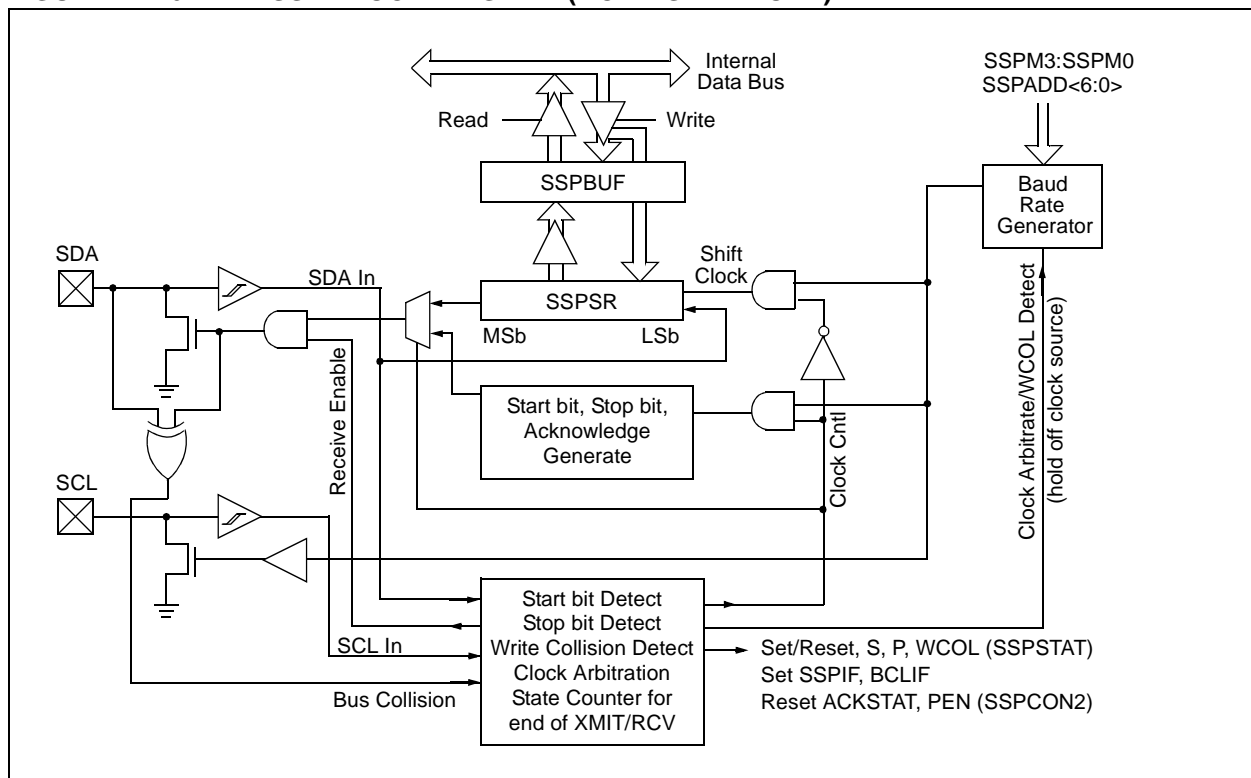 Internal
Data Bus
SSPM3:SSPM0
SSPADD<6:0>
Read
Write
SSPBUF
Baud
Rate
Generator
SDA
SDA In
Shift
Clock
SSPSR
MSb
LSb
Receive Enable
Start bit, Stop bit,
Acknowledge
Generate
Clock Cntl
Clock Arbitrate/WCOL Detect
(hold off clock source)
SCL
SCL In
Bus Collision
Start bit Detect
Stop bit Detect
Write Collision Detect
Clock Arbitration
State Counter for
end of XMIT/RCV
Set/Reset, S, P, WCOL (SSPSTAT)
Set SSPIF, BCLIF
Reset ACKSTAT, PEN (SSPCON2)